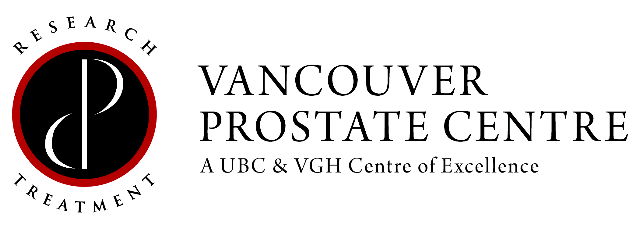 RESEARCH
TREATMENT
VANCOUVER
PROSTATE CENTRE
A UBC & VGH Centre of Excellence